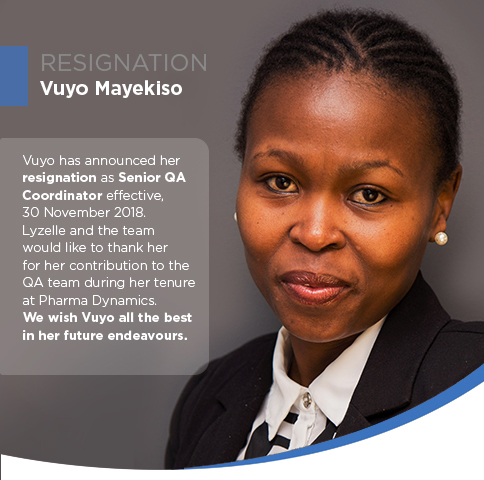 RESIGNATION
Vuyo Mayekiso
Vuyo has announced her
resignation as Senior QA
Coordinator effective,
30 November 2018.
Lyzelle and the team
would like to thank her
for her contribution to the
QA team during her tenure
at Pharma Dynamics.
We wish Vuyo all the best
in her future endeavours.